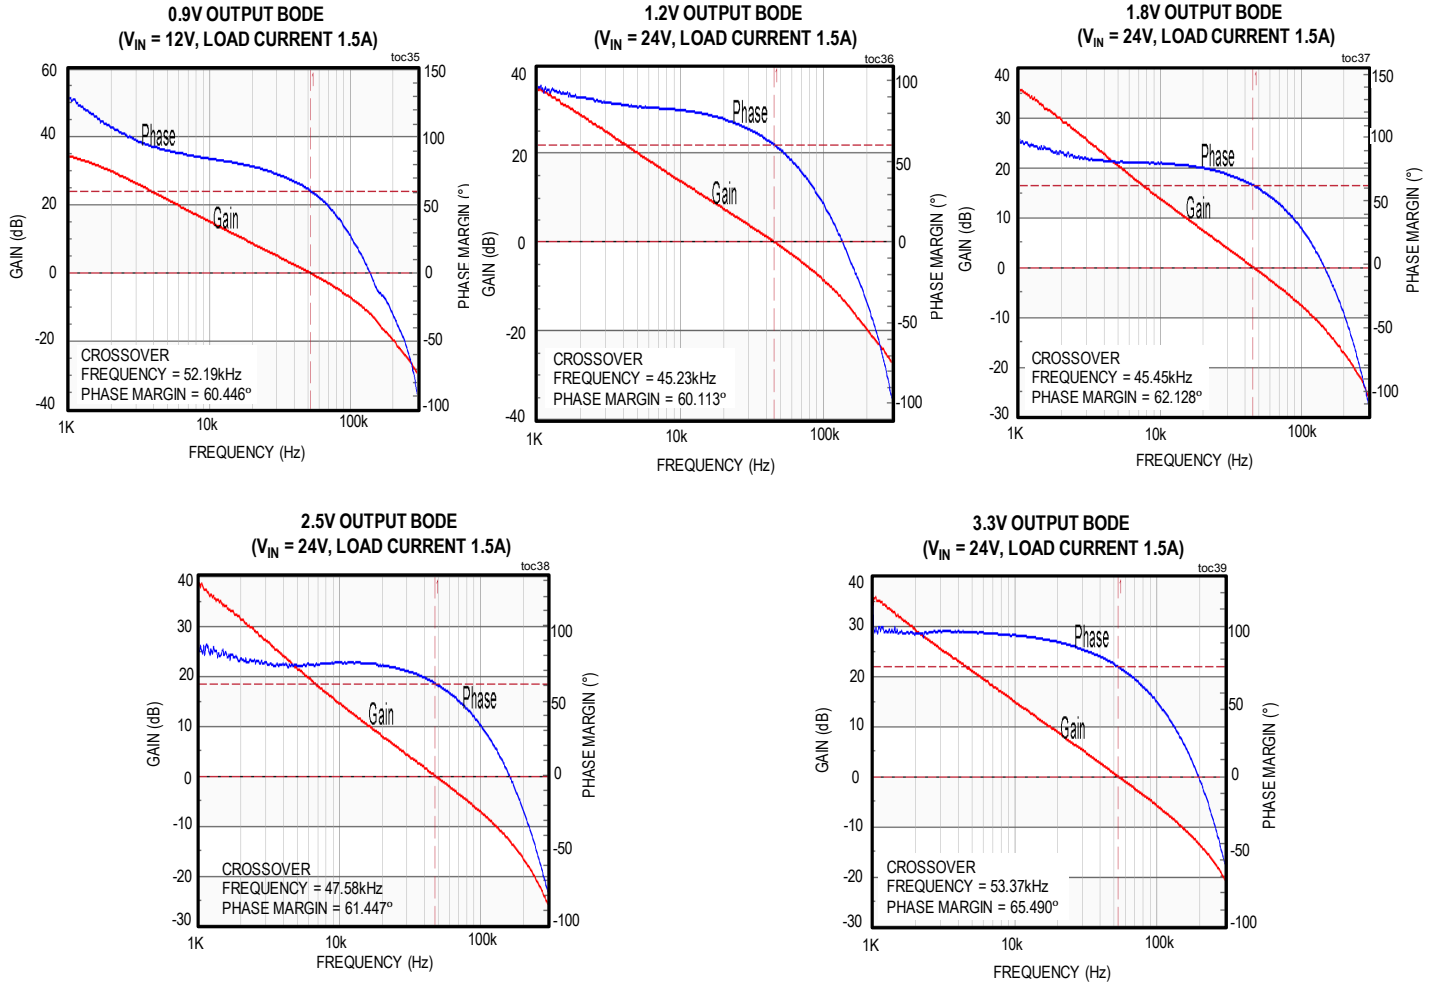 0.9V OUTPUT BODE
(VIN = 12V, LOAD CURRENT 1.5A)
toc35
60
40
20
0
-20
-40
GAIN (dB)
150
100
50
0
-50
-100
PHASE MARGIN (°)
Phase
Gain
CROSSOVER
FREQUENCY = 52.19kHz
PHASE MARGIN = 60.446º
1K 10k 100k
FREQUENCY (Hz)
1.2V OUTPUT BODE
(VIN = 24V, LOAD CURRENT 1.5A)
toc36
40
20
0
-20
-40
GAIN (dB)
100
50
0
-50
-100
PHASE MARGIN (°)
Phase
Gain
CROSSOVER
FREQUENCY = 45.23kHz
PHASE MARGIN = 60.113º
1K 10k 100k
FREQUENCY (Hz)
1.8V OUTPUT BODE
(VIN = 24V, LOAD CURRENT 1.5A)
toc37
40
30
20
10
0
-10
-20
-30
GAIN (dB)
150
100
50
0
-50
-100
PHASE MARGIN (°)
Phase
Gain
CROSSOVER
FREQUENCY = 45.45kHz
PHASE MARGIN = 62.128º
1K 10k 100k
FREQUENCY (Hz)
2.5V OUTPUT BODE
(VIN = 24V, LOAD CURRENT 1.5A)
toc38
40
30
20
10
0
-10
-20
-30
GAIN (dB)
100
50
0
-50
-100
PHASE MARGIN (°)
Phase
Gain
CROSSOVER
FREQUENCY = 47.58kHz
PHASE MARGIN = 61.447º
1K 10k 100k
FREQUENCY (Hz)
3.3V OUTPUT BODE
(VIN = 24V, LOAD CURRENT 1.5A)
toc39
40
30
20
10
0
-10
-20
-30
GAIN (dB)
100
50
0
-50
-100
PHASE MARGIN (°)
Phase
Gain
CROSSOVER
FREQUENCY = 53.37kHz
PHASE MARGIN = 65.490º
1K 10k 100k
FREQUENCY (Hz)